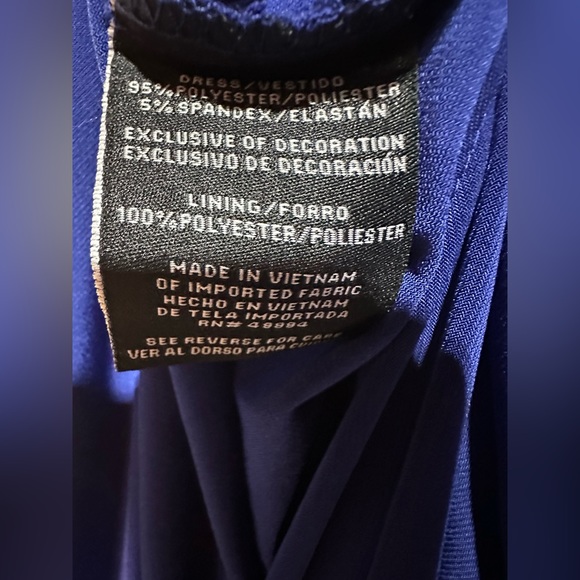 DRESS/VESTIDO
95%POLYESTER/POLIESTER
5%SPANDEX/ELASTÁN
EXCLUSIVE OF DECORATION
EXCLUSIVO DE DECORACIÓN
LINING/FORRO
100%POLYESTER/POLIESTER
MADE IN VIETNAM
OF IMPORTED FABRIC
HECHO EN VIETNAM
DE TELA IMPORTADA
RN# 49994
SEE REVERSE FOR CARE
VER AL DORSO PARA